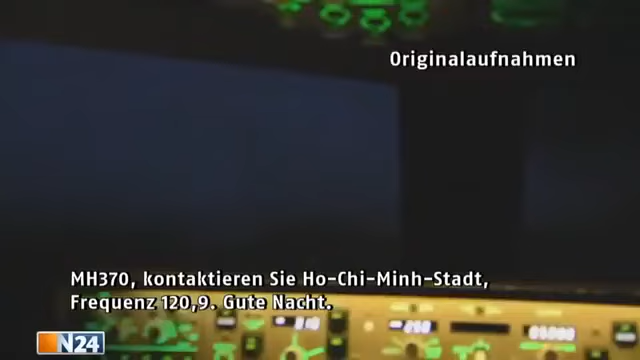 Originalaufnahmen
MH370, kontaktieren Sie Ho-Chi-Minh-Stadt,
Frequenz 120,9. Gute Nacht.
N24